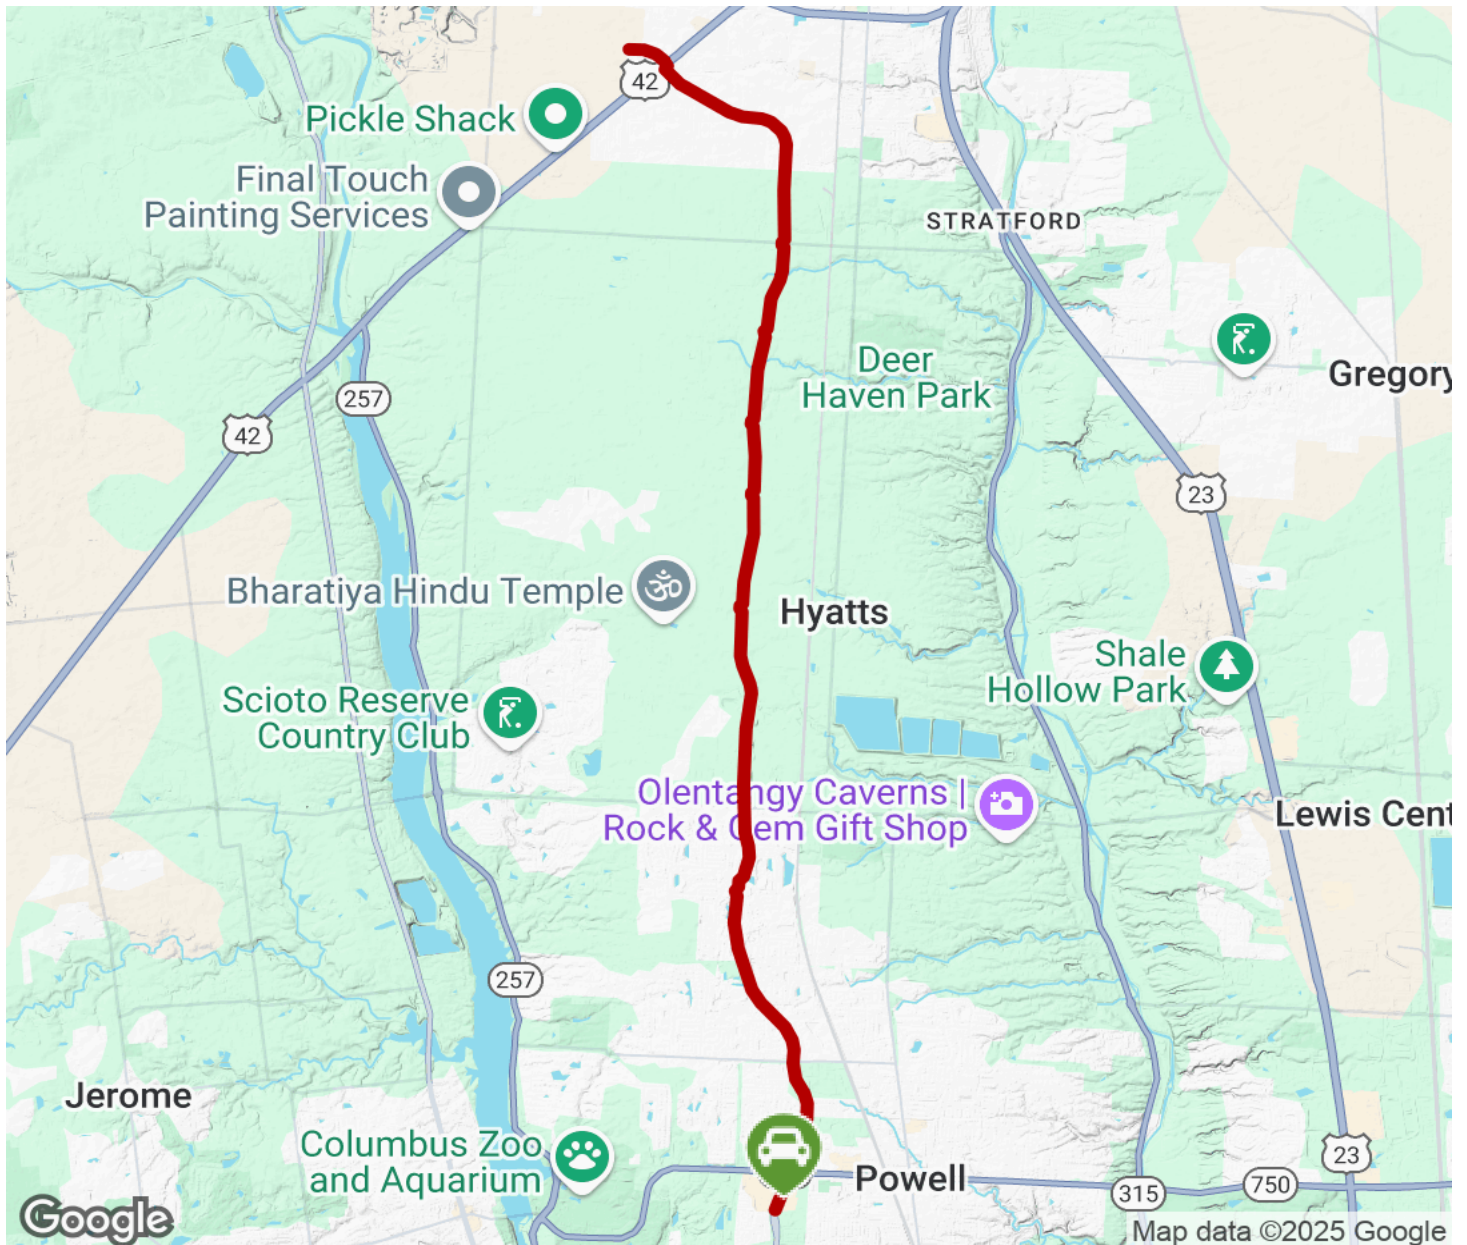 42
Pickle Shack
Final Touch
Painting Services
STRATFORD
Deer
Haven Park
Gregory
257
42
23
Bharatiya Hindu Temple
Hyatts
Shale
Hollow Park
Scioto Reserve
Country Club
Olentangy Caverns |
Rock & Gem Gift Shop
Lewis Cent
257
Jerome
Columbus Zoo
and Aquarium
Powell
23
315
750
Google
Map data ©2025 Google